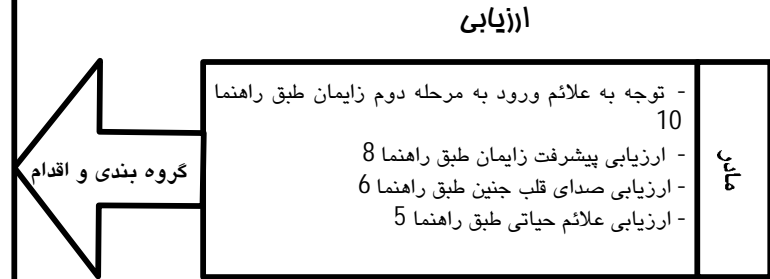 ارزیابی
مادر
- توجه به علائم ورود به مرحله دوم زایمان طبق راهنما
10
- ارزیابی پیشرفت زایمان طبق راهنما 8
- ارزیابی صدای قلب جنین طبق راهنما 6
- ارزیابی علائم حیاتی طبق راهنما 5
گروه بندی و اقدام